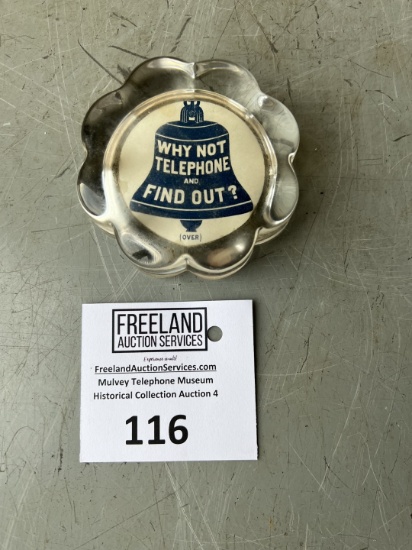 WHY NOT
TELEPHONE
AND
FIND OUT?
(OVER)
FREELAND
AUCTION SERVICES
FreelandAuctionServices.com
Mulvey Telephone Museum
Historical Collection Auction 4
116